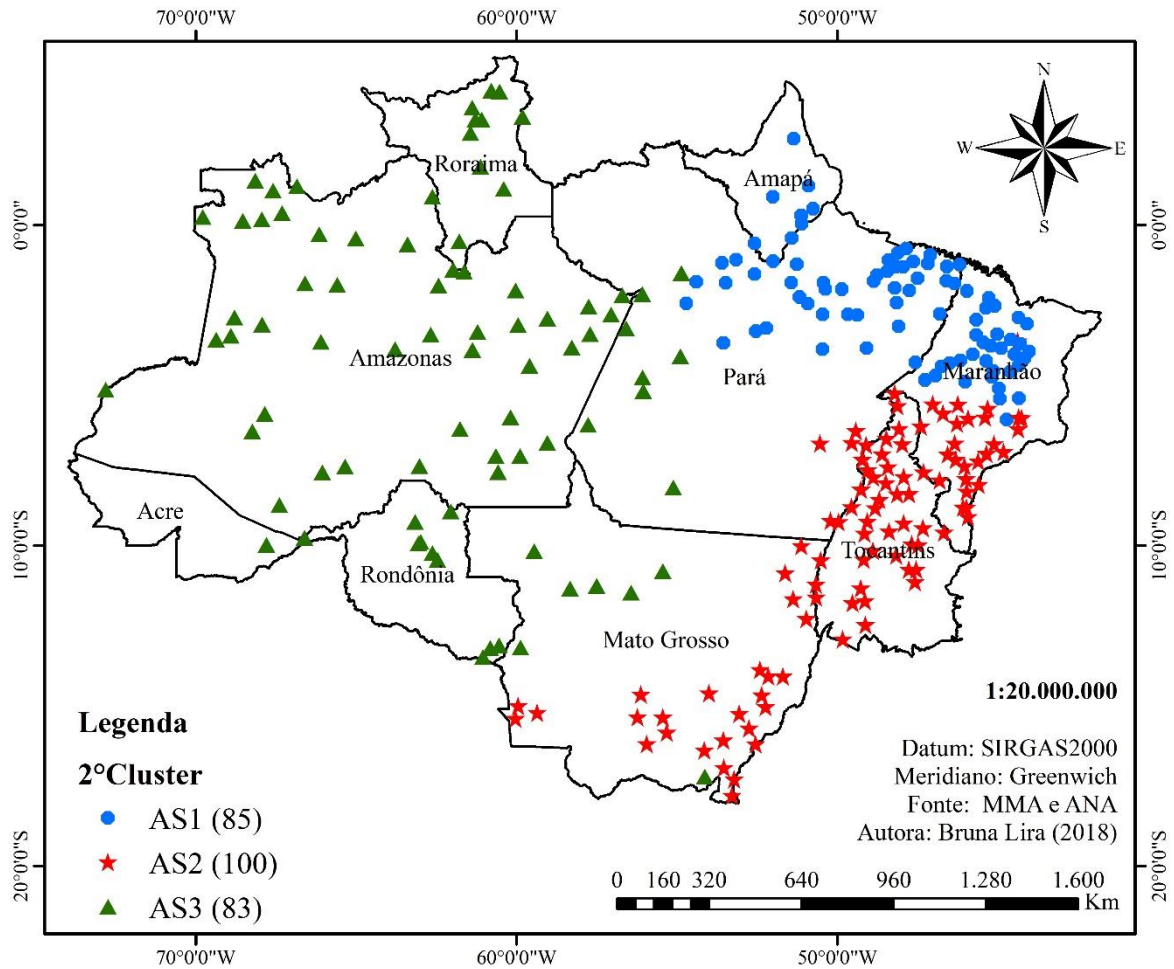 70°0'0"W 60°0'0"W 50°0'0"W
N
W E
S
0°0'0"
0°0'0"
10°0'0"S
10°0'0"S
20°0'0"S
20°0'0"S
Roraima
Amapá
Amazonas
Pará
Maranhão
Acre
Rondônia
Tocantins
Mato Grosso
1:20.000.000
Datum: SIRGAS2000
Meridiano: Greenwich
Fonte: MMA e ANA
Autora: Bruna Lira (2018)
Legenda
2°Cluster
AS1 (85)
AS2 (100)
AS3 (83)
0 160 320 640 960 1.280 1.600
Km
70°0'0"W 60°0'0"W 50°0'0"W